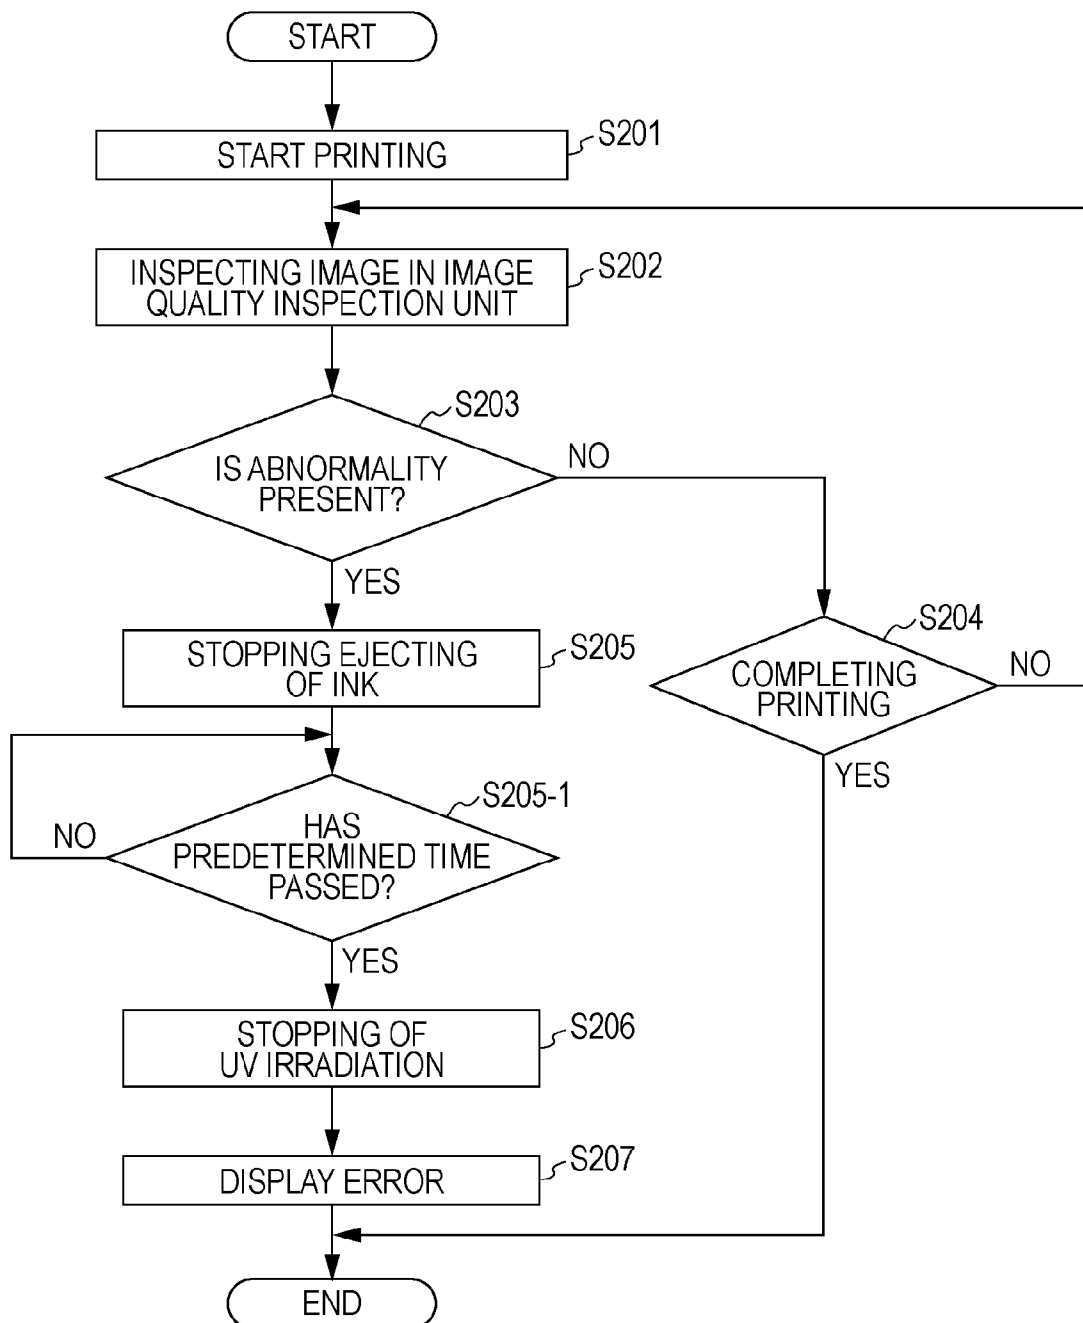 START
START PRINTING
S201
INSPECTING IMAGE IN IMAGE
QUALITY INSPECTION UNIT
S202
S203
IS ABNORMALITY
PRESENT?
NO
YES
S204
COMPLETING
PRINTING
NO
YES
STOPPING EJECTING
OF INK
S205
S205-1
HAS
PREDETERMINED TIME
PASSED?
NO
YES
STOPPING OF
UV IRRADIATION
S206
DISPLAY ERROR
S207
END